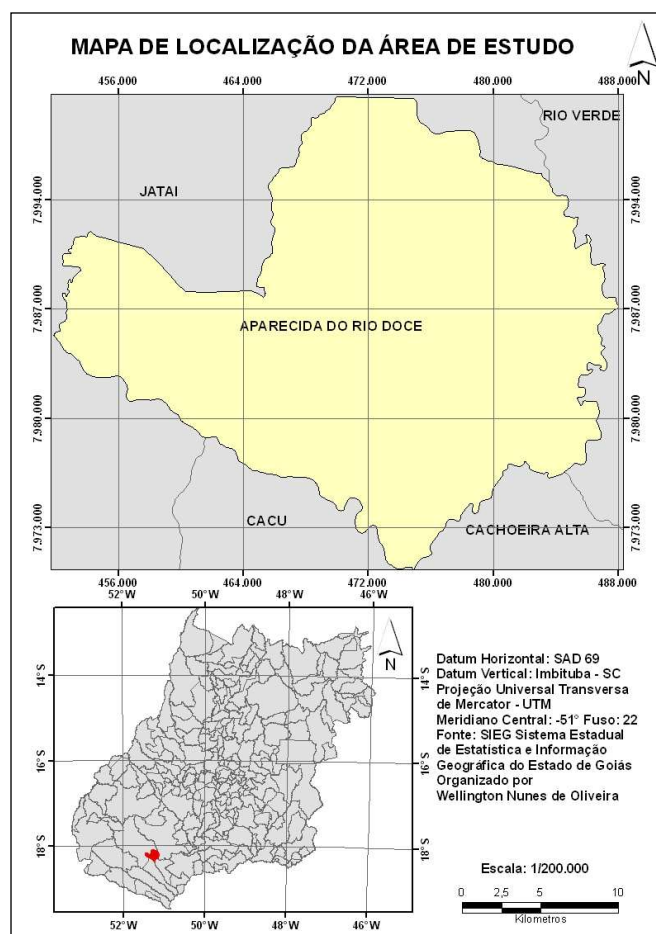 MAPA DE LOCALIZAÇÃO DA ÁREA DE ESTUDO
N
456.000 464.000 472.000 480.000 488.000
RIO VERDE
JATAI
7.994.000 7.994.000
7.987.000 7.987.000
APARECIDA DO RIO DOCE
7.980.000 7.980.000
CACU
CACHOEIRA ALTA
7.973.000 7.973.000
456.000 464.000 472.000 480.000 488.000
52°W 50°W 48°W 46°W
N
14°S 14°S
16°S 16°S
18°S 18°S
52°W 50°W 48°W 46°W
Datum Horizontal: SAD 69
Datum Vertical: Imbituba - SC
Projeção Universal Transversa
de Mercator - UTM
Meridiano Central: -51° Fuso: 22
Fonte: SIEG Sistema Estadual
de Estatística e Informação
Geográfica do Estado de Goiás
Organizado por
Wellington Nunes de Oliveira
Escala: 1/200.000
0 2,5 5 10
Kilometros